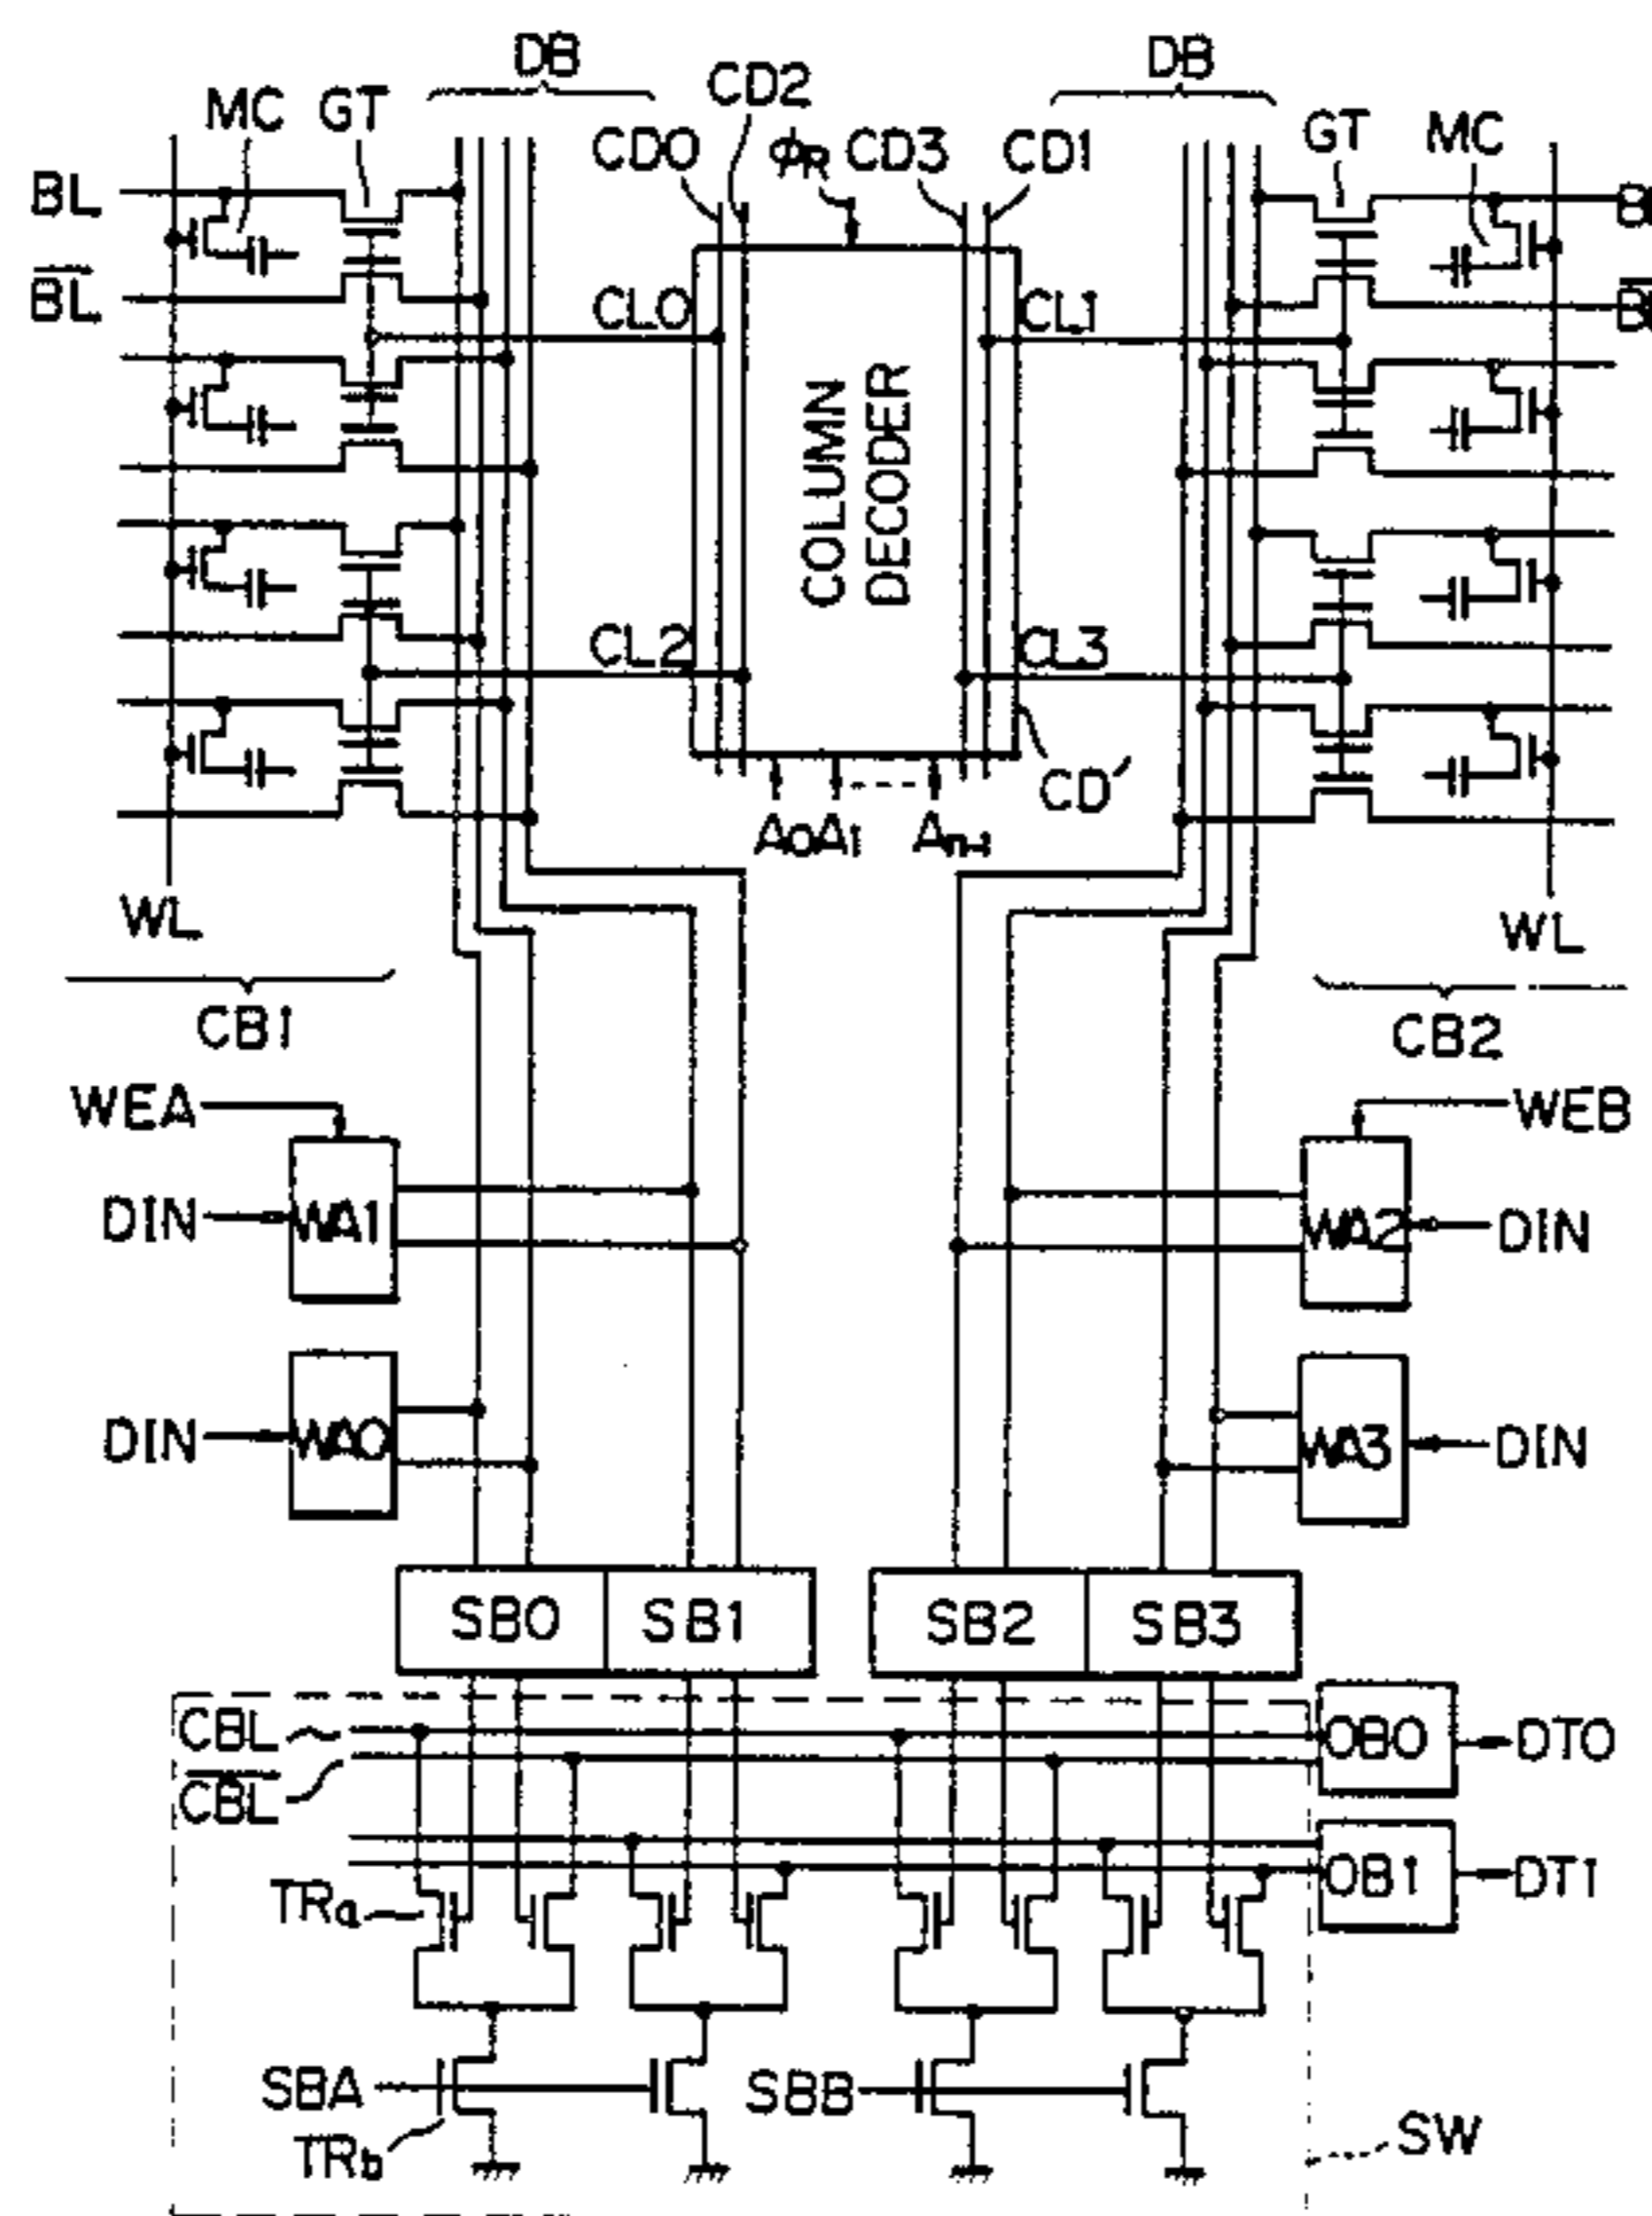 DB
DB
CD2
MC GT
GT MC
CD0 φR CD3 CD1
BL
BL
CL0
CL1
COLUMN
DECODER
CL2
CL3
CD'
A0 A1 An-1
WL
WL
CB1
CB2
WEA
WEB
DIN WA1
WA2 DIN
DIN WA0
WA3 DIN
SB0 SB1 SB2 SB3
CBL
OB0 DT0
CBL
OB1 DT1
TRa
SBA
SBB
TRb
SW